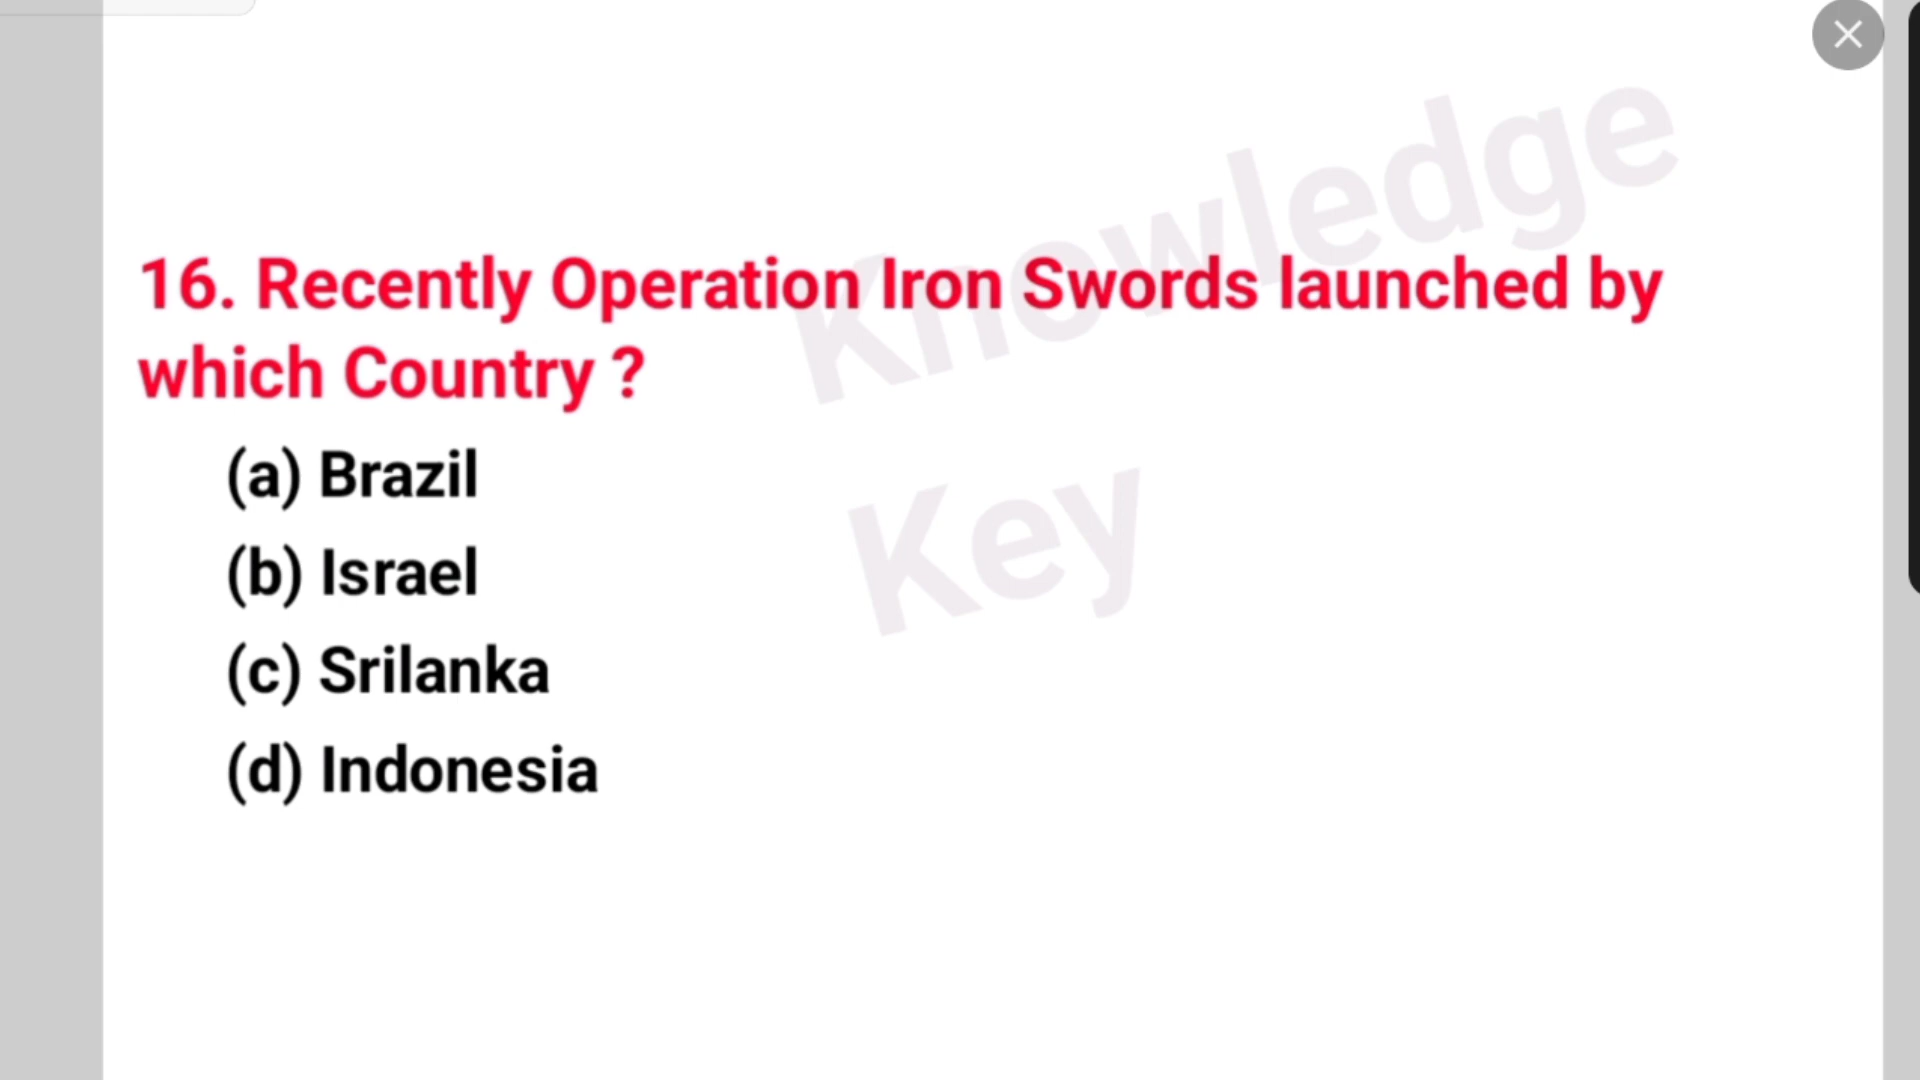 Knowledge
16. Recently Operation Iron Swords launched by
which Country ?
Key
(a) Brazil
(b) Israel
(c) Srilanka
(d) Indonesia